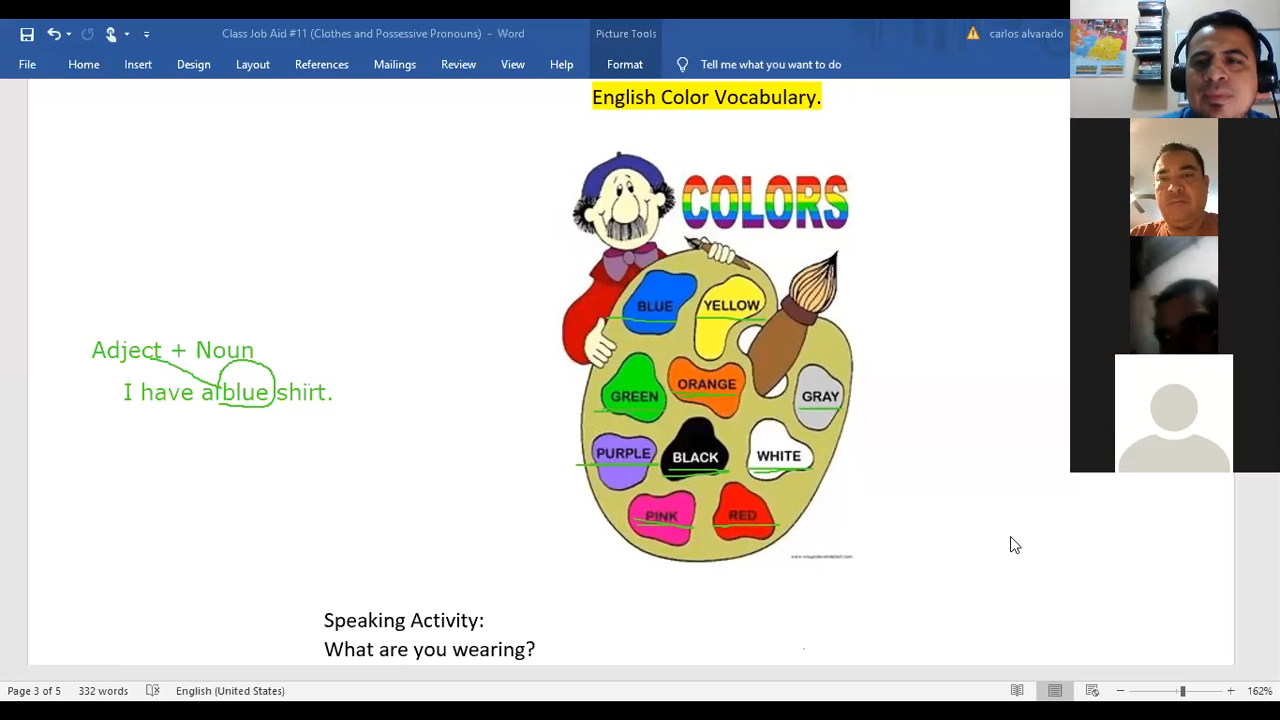 Class Job Aid #11 (Clothes and Possessive Pronouns) - Word
Picture Tools
carlos alvarado
File Home Insert Design Layout References Mailings Review View Help Format Tell me what you want to do
English Color Vocabulary.
COLORS
BLUE YELLOW
Adject + Noun
I have a blue shirt.
GREEN ORANGE GRAY
PURPLE BLACK WHITE
PINK RED
Speaking Activity:
What are you wearing?
Page 3 of 5 332 words English (United States) 162%